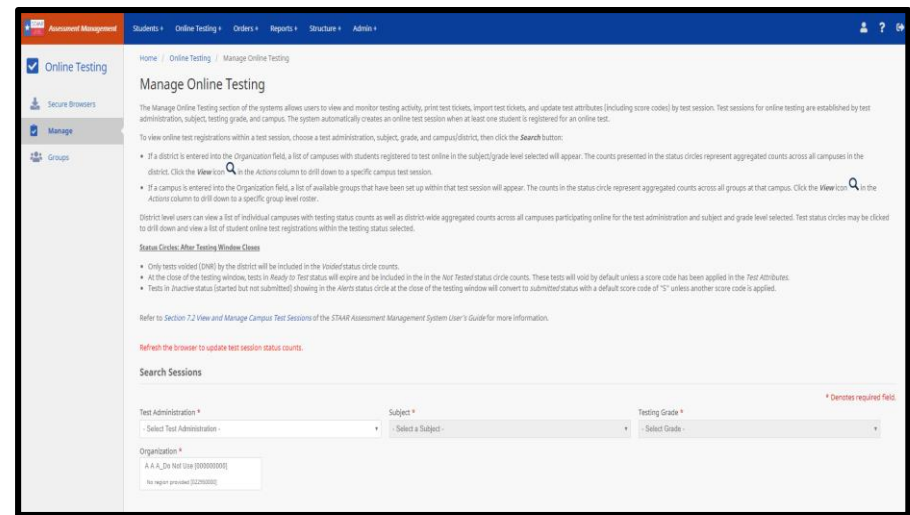 Assessment Management
Students + Online Testing + Orders + Reports + Structure + Admin +
?
Online Testing
Secure Browsers
Manage
Groups
Home / Online Testing / Manage Online Testing
Manage Online Testing
The Manage Online Testing section of the systems allows users to view and monitor testing activity, print test tickets, import test tickets, and update test attributes (including score codes) by test session. Test sessions for online testing are established by test
administration, subject, testing grade, and campus. The system automatically creates an online test session when at least one student is registered for an online test.
To view online test registrations within a test session, choose a test administration, subject, grade, and campus/district, then click the Search button:
• If a district is entered into the Organization field, a list of campuses with students registered to test online in the subject/grade level selected will appear. The counts presented in the status circles represent aggregated counts across all campuses in the
district. Click the View icon in the Actions column to drill down to a specific campus test session.
• If a campus is entered into the Organization field, a list of available groups that have been set up within that test session will appear. The counts in the status circle represent aggregated counts across all groups at that campus. Click the View icon in the
Actions column to drill down to a specific group level roster.
District level users can view a list of individual campuses with testing status counts as well as district-wide aggregated counts across all campuses participating online for the test administration and subject and grade level selected. Test status circles may be clicked
to drill down and view a list of student online test registrations within the testing status selected.
Status Circles: After Testing Window Closes
• Only tests voided (DNR) by the district will be included in the Voided status circle counts.
• At the close of the testing window, tests in Ready to Test status will expire and be included in the in the Not Tested status circle counts. These tests will void by default unless a score code has been applied in the Test Attributes.
• Tests in Inactive status (started but not submitted) showing in the Alerts status circle at the close of the testing window will convert to submitted status with a default score code of "S" unless another score code is applied.
Refer to Section 7.2 View and Manage Campus Test Sessions of the STAAR Assessment Management System User's Guide for more information.
Refresh the browser to update test session status counts.
Search Sessions
* Denotes required field.
Test Administration * Subject * Testing Grade *
- Select Test Administration - - Select a Subject - - Select Grade -
Organization *
A A A_Do Not Use [000000000]